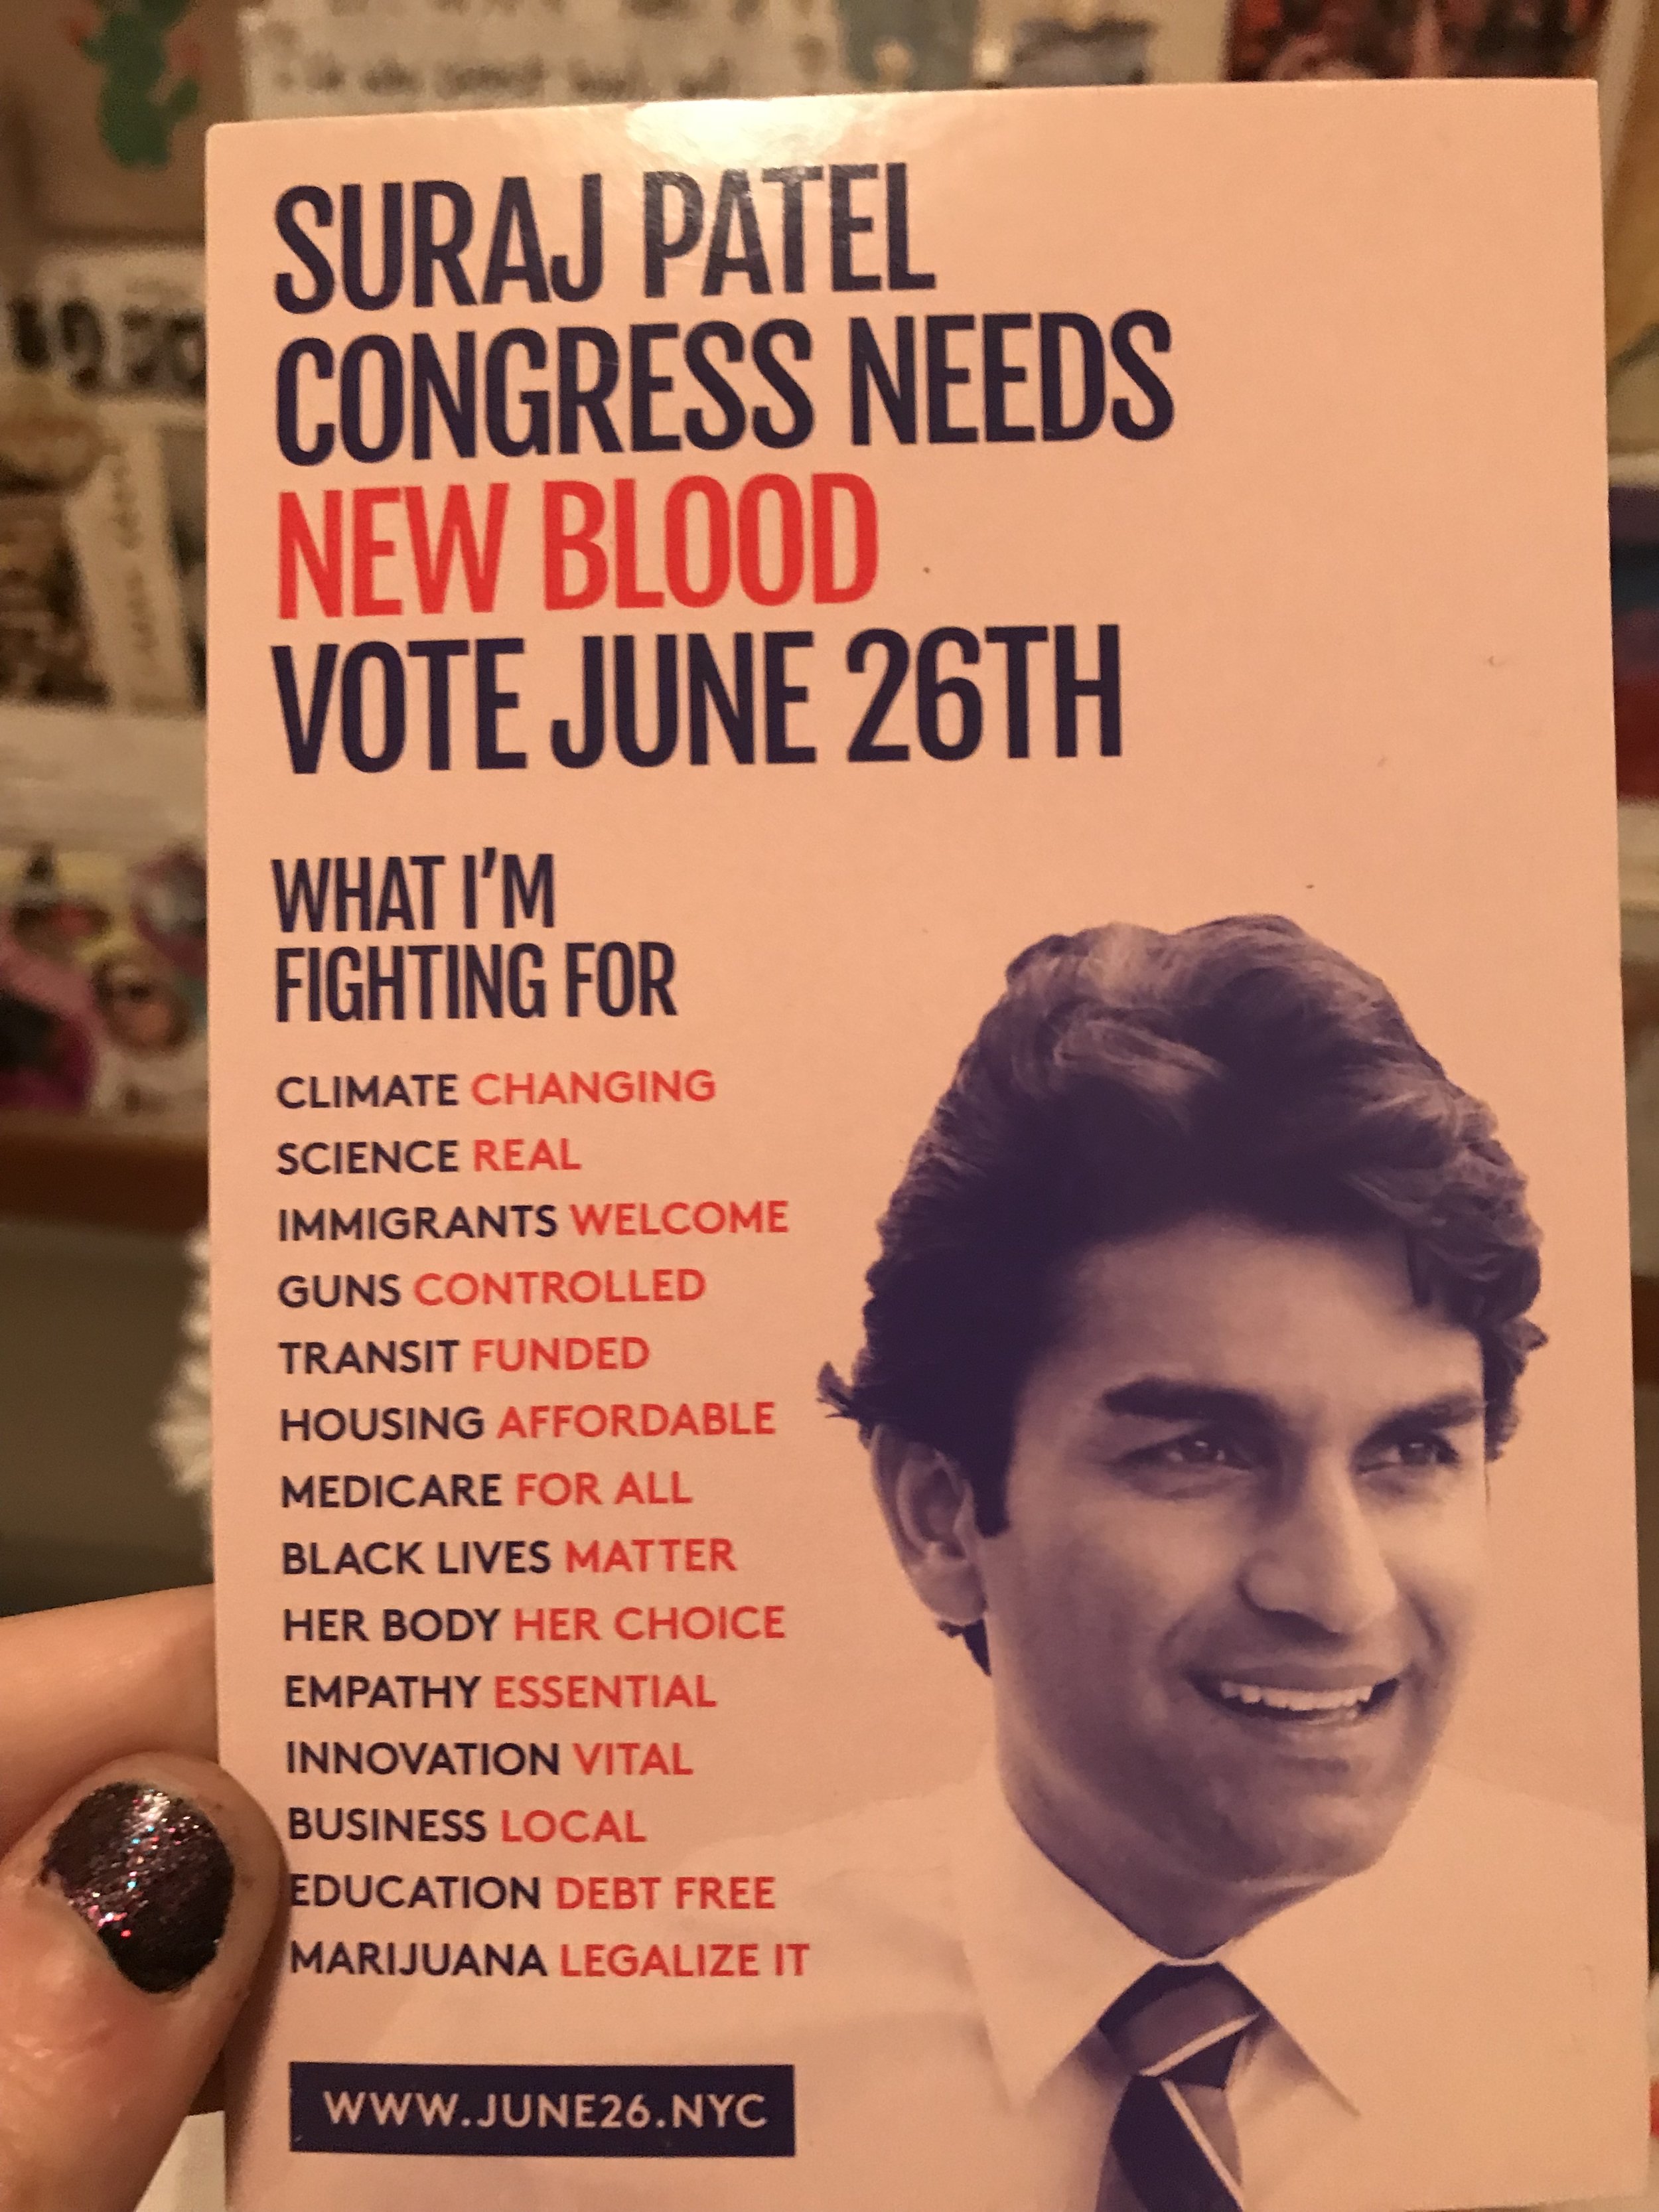 SURAJ PATEL
CONGRESS NEEDS
NEW BLOOD
VOTE JUNE 26TH
WHAT I'M
FIGHTING FOR
CLIMATE CHANGING
SCIENCE REAL
IMMIGRANTS WELCOME
GUNS CONTROLLED
TRANSIT FUNDED
HOUSING AFFORDABLE
MEDICARE FOR ALL
BLACK LIVES MATTER
HER BODY HER CHOICE
EMPATHY ESSENTIAL
INNOVATION VITAL
BUSINESS LOCAL
EDUCATION DEBT FREE
MARIJUANA LEGALIZE IT
WWW.JUNE26.NYC